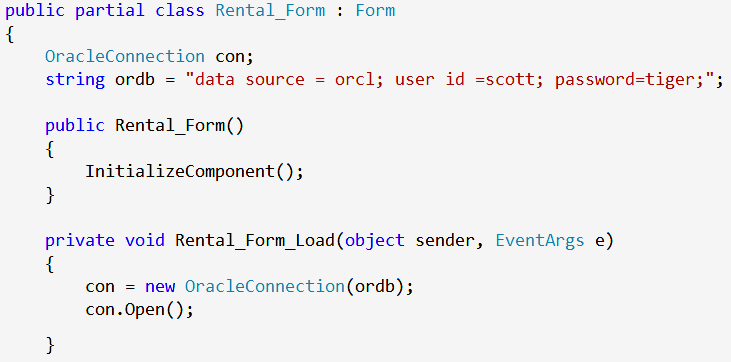 public partial class Rental_Form : Form
{
    OracleConnection con;
    string ordb = "data source = orcl; user id =scott; password=tiger;";
    public Rental_Form()
    {
        InitializeComponent();
    }
    private void Rental_Form_Load(object sender, EventArgs e)
    {
        con = new OracleConnection(ordb);
        con.Open();
    }